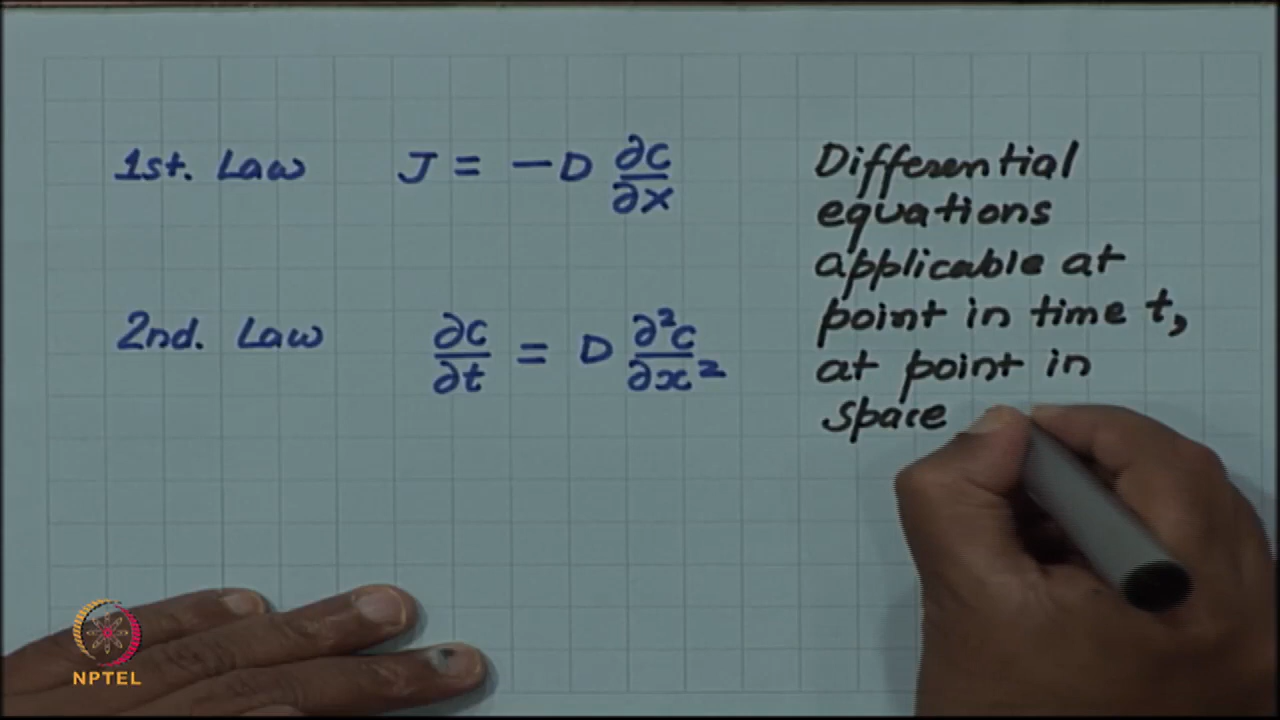 1st. Law J = -D ∂C/∂x
2nd. Law ∂C/∂t = D ∂²C/∂x²
Differential
equations
applicable at
point in time t,
at point in
space
NPTEL